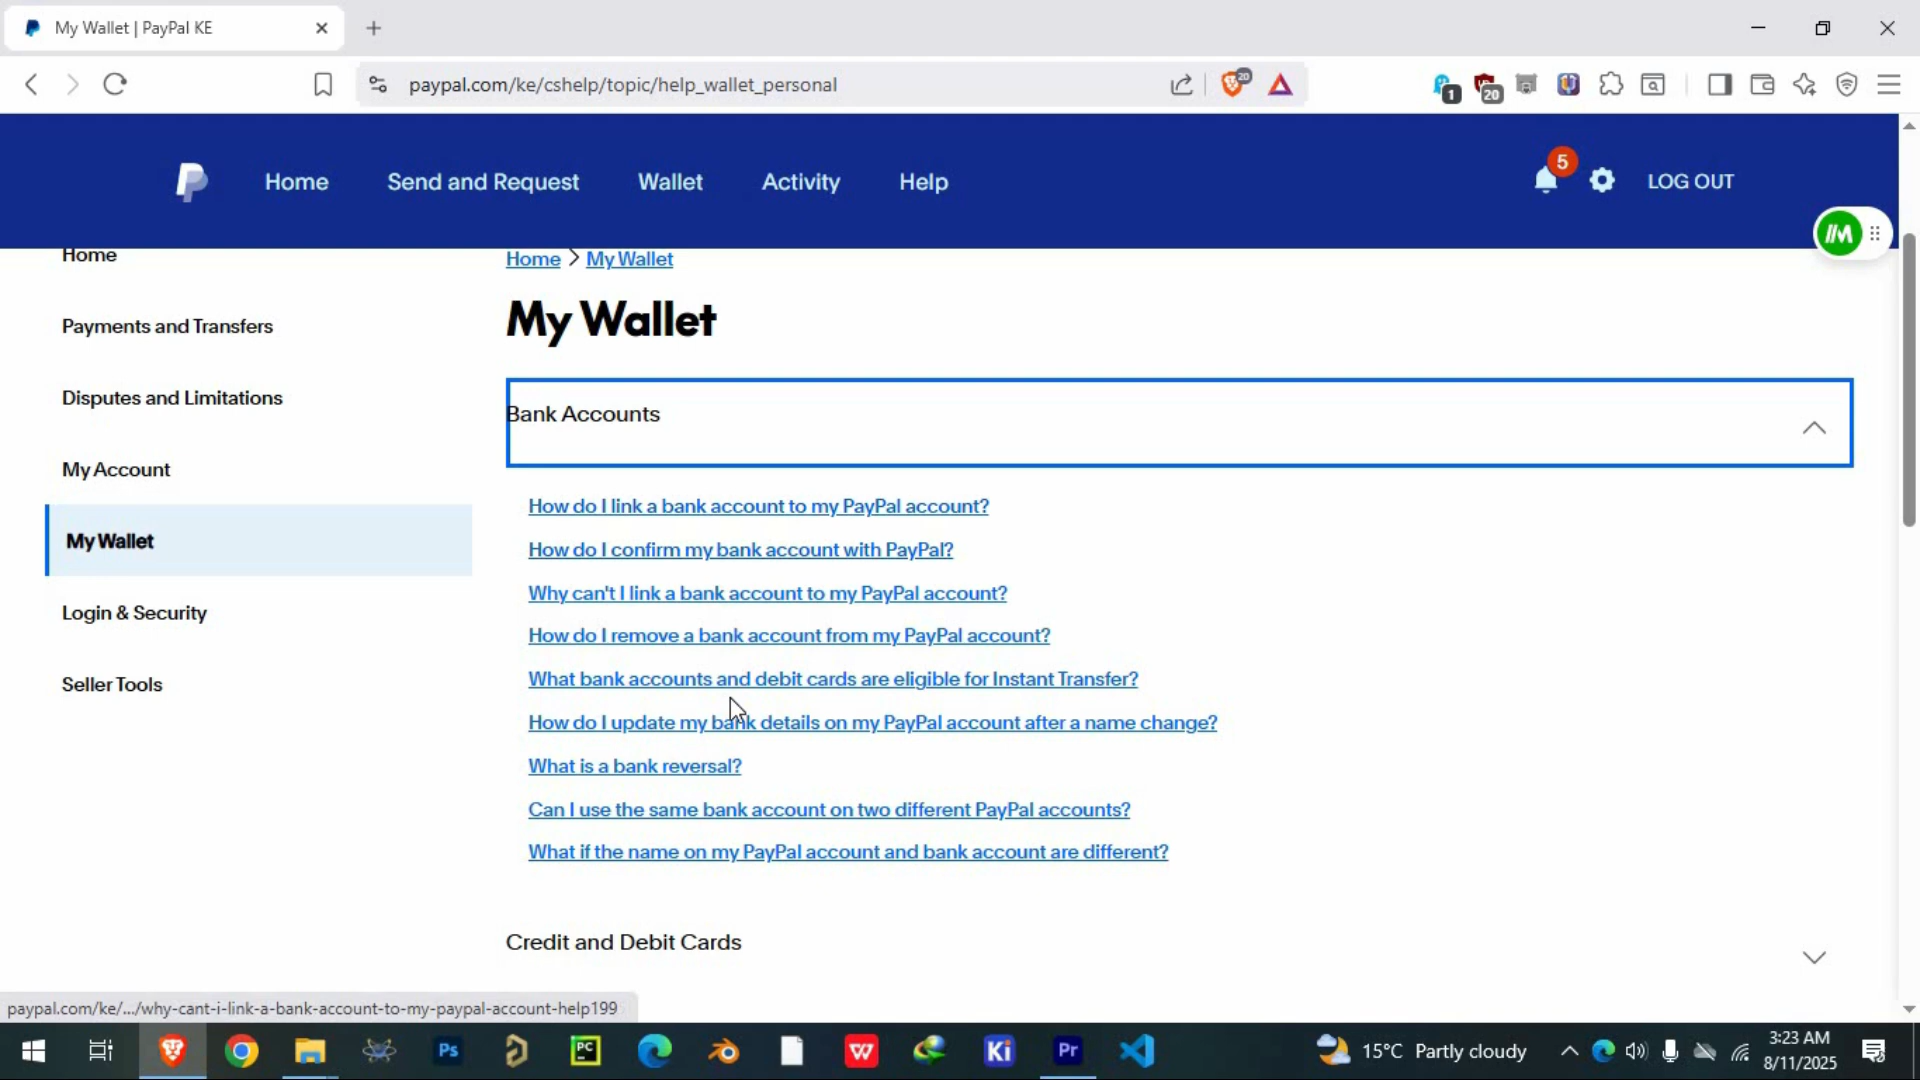 My Wallet | PayPal KE
paypal.com/ke/cshelp/topic/help_wallet_personal
20
1
20
Home
Send and Request
Wallet
Activity
Help
5
LOG OUT
Home
Payments and Transfers
Disputes and Limitations
My Account
My Wallet
Login & Security
Seller Tools
Home > My Wallet
My Wallet
Bank Accounts
How do I link a bank account to my PayPal account?
How do I confirm my bank account with PayPal?
Why can't I link a bank account to my PayPal account?
How do I remove a bank account from my PayPal account?
What bank accounts and debit cards are eligible for Instant Transfer?
How do I update my bank details on my PayPal account after a name change?
What is a bank reversal?
Can I use the same bank account on two different PayPal accounts?
What if the name on my PayPal account and bank account are different?
Credit and Debit Cards
paypal.com/ke/.../why-cant-i-link-a-bank-account-to-my-paypal-account-help199
Ps
PC
W
Ki
Pr
15°C Partly cloudy
3:23 AM
8/11/2025